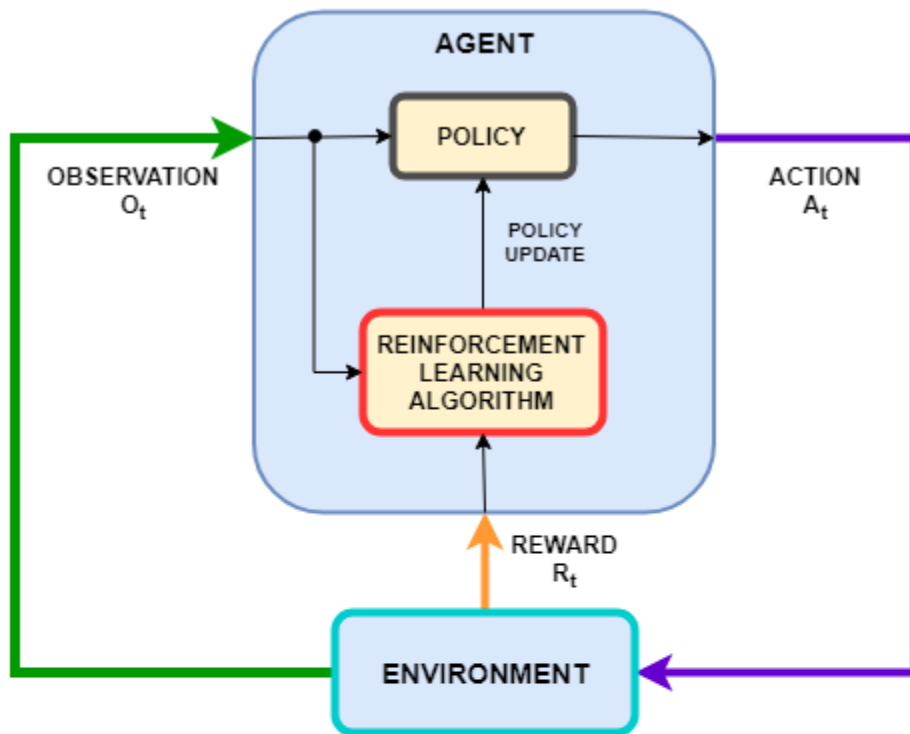 AGENT
POLICY
OBSERVATION
Oₜ
ACTION
Aₜ
POLICY
UPDATE
REINFORCEMENT
LEARNING
ALGORITHM
REWARD
Rₜ
ENVIRONMENT